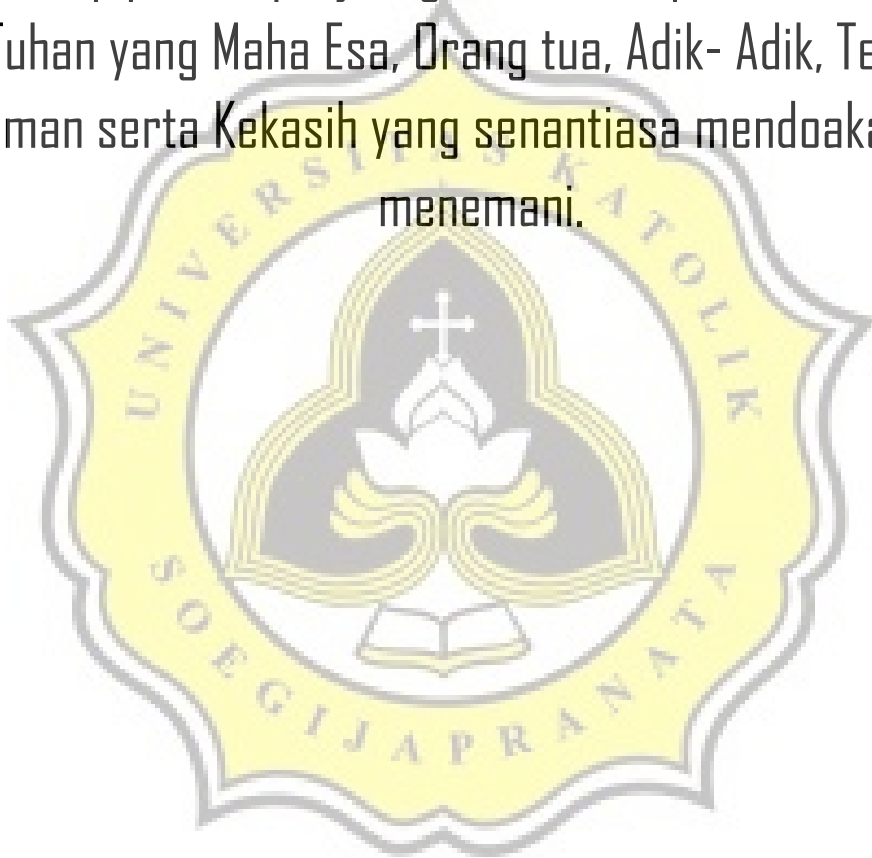 Tuhan yang Maha Esa, Orang tua, Adik- Adik, Te
man serta Kekasih yang senantiasa mendoaka
menemani.
UNIVERSITAS KATOLIK
SOEGIJAPRANATA